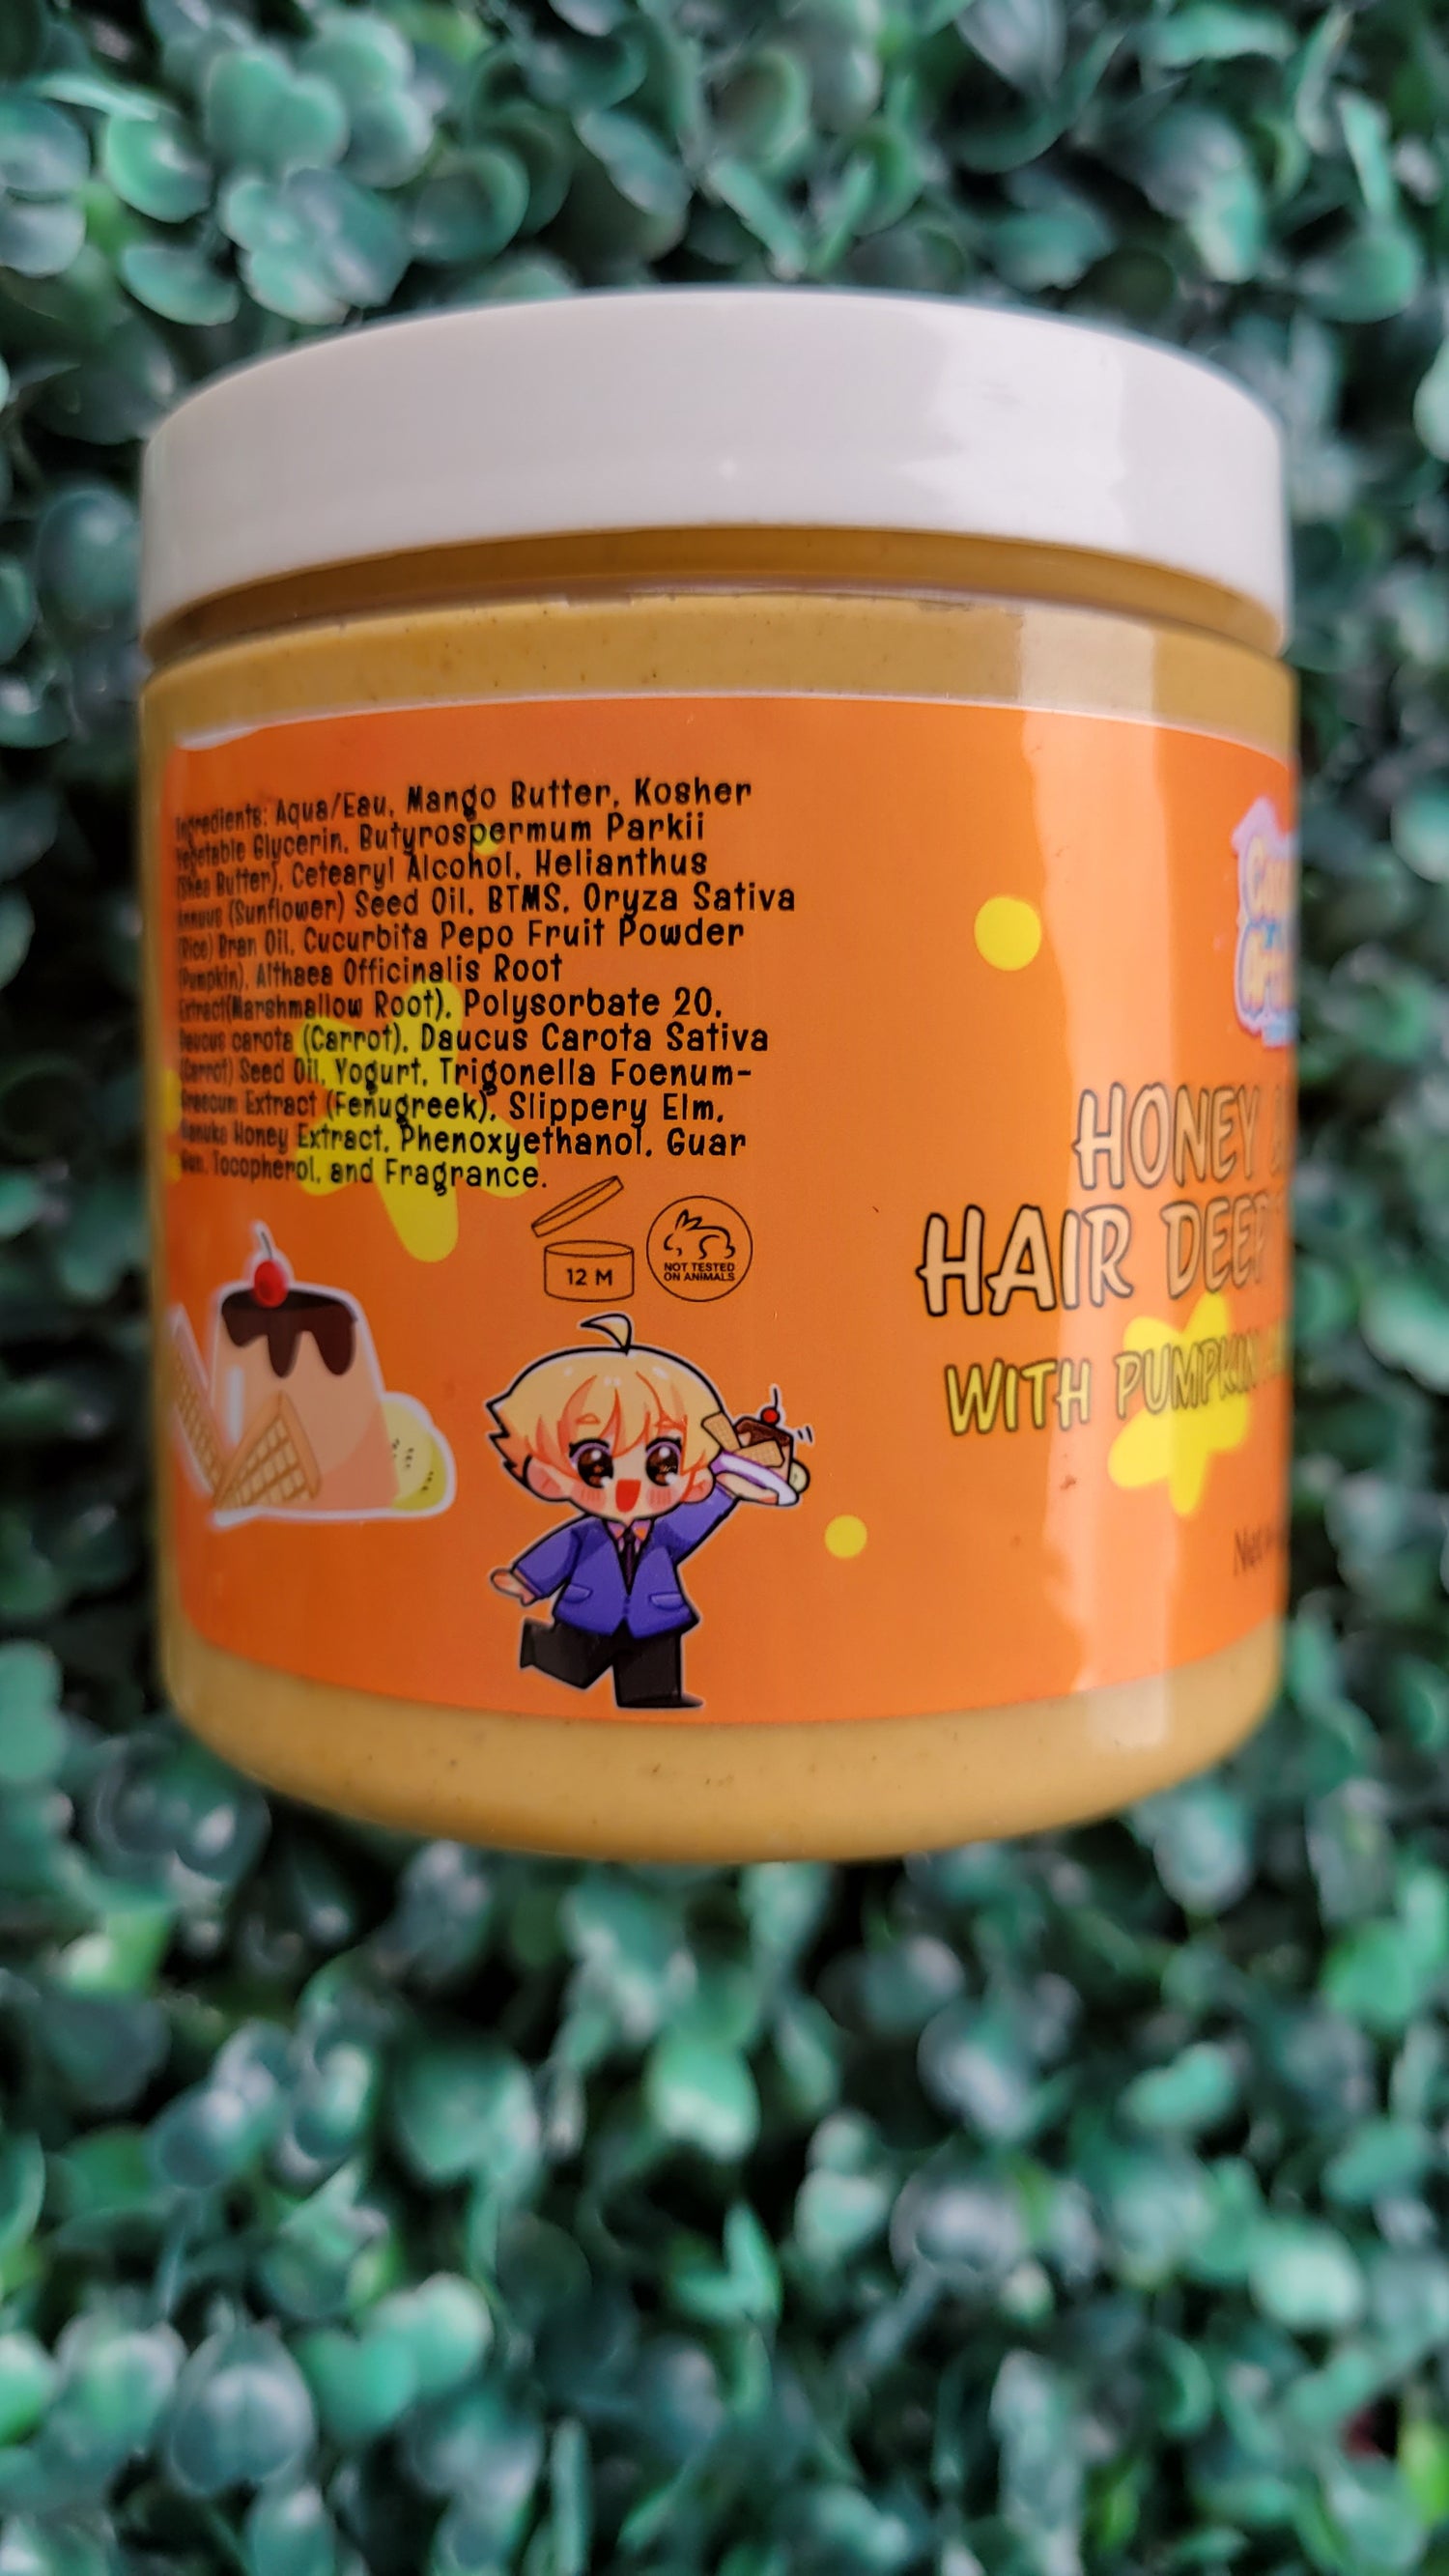 Ingredients: Aqua/Eau, Mango Butter, Kosher
Vegetable Glycerin, Butyrospermum Parkii
(Shea Butter), Cetearyl Alcohol, Helianthus
Annuus (Sunflower) Seed Oil, BTMS, Oryza Sativa
(Rice) Bran Oil, Cucurbita Pepo Fruit Powder
(Pumpkin), Althaea Officinalis Root
Extract(Marshmallow Root), Polysorbate 20,
Daucus carota (Carrot), Daucus Carota Sativa
(Carrot) Seed Oil, Yogurt, Trigonella Foenum-
Graecum Extract (Fenugreek), Slippery Elm,
Manuka Honey Extract, Phenoxyethanol, Guar
Tocopherol, and Fragrance.
12 M
NOT TESTED
ON ANIMALS
HONEY
HAIR DEEP
WITH PUMPKIN